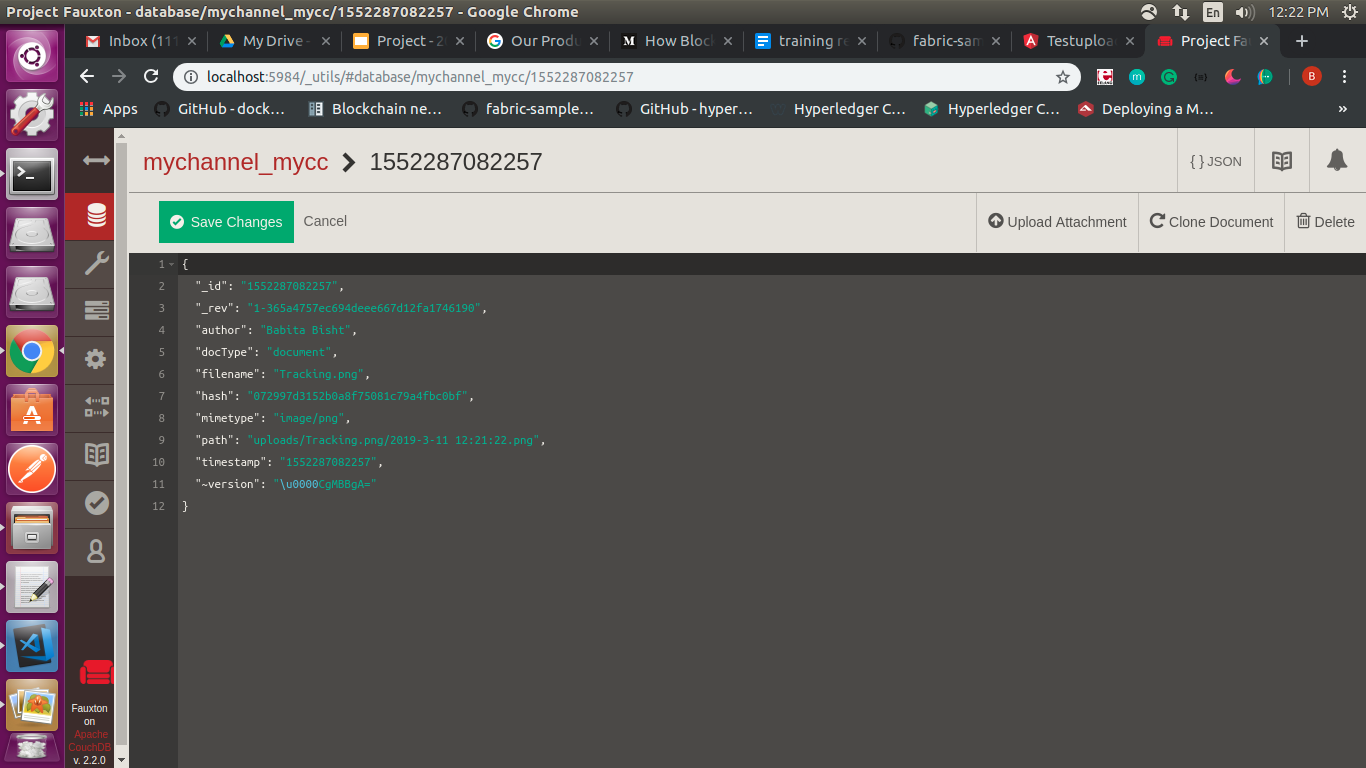 Project Fauxton - database/mychannel_mycc/1552287082257 - Google Chrome
En
12:22 PM
Inbox (111
My Drive -
Project - 20
Our Produ
How Block
training re
fabric-sam
Testupload
Project Fau
localhost:5984/_utils/#database/mychannel_mycc/1552287082257
B
Apps
GitHub - dock…
Blockchain ne…
fabric-sample…
GitHub - hyper…
Hyperledger C…
Hyperledger C…
Deploying a M…
»
mychannel_mycc
1552287082257
{ } JSON
Save Changes
Cancel
Upload Attachment
Clone Document
Delete
1 {
2 "_id": "1552287082257",
3 "_rev": "1-365a4757ec694deee667d12fa1746190",
4 "author": "Babita Bisht",
5 "docType": "document",
6 "filename": "Tracking.png",
7 "hash": "072997d3152b0a8f75081c79a4fbc0bf",
8 "mimetype": "image/png",
9 "path": "uploads/Tracking.png/2019-3-11 12:21:22.png",
10 "timestamp": "1552287082257",
11 "~version": "\u0000CgMBBgA="
12 }
Fauxton
on
Apache
CouchDB
v. 2.2.0